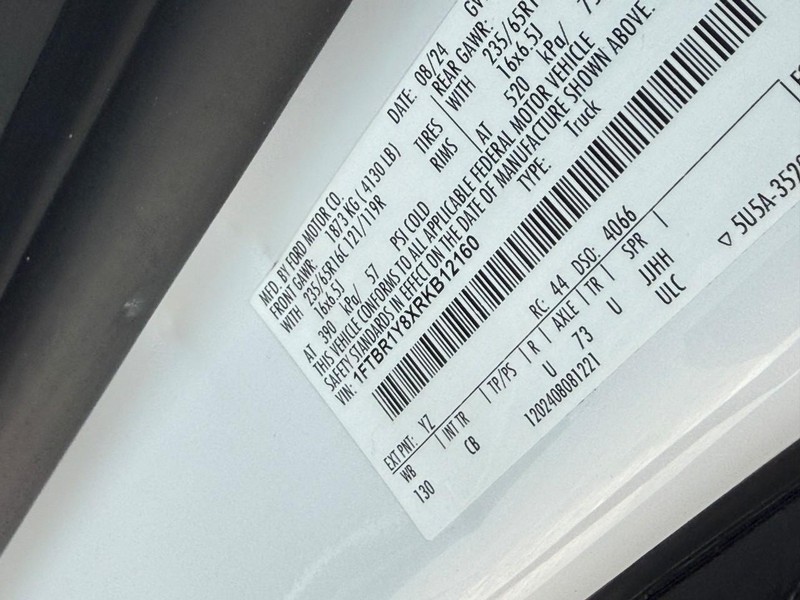 MFD. BY FORD MOTOR CO.
DATE: 08/24
GV
FRONT GAWR: 1873 KG ( 4130 LB)
REAR GAWR:
WITH 235/65R16C 121/119R TIRES
WITH 235/65R1
16x6.5J RIMS 16x6.5J
AT 390 kPa/ 57 PSI COLD
AT 520 kPa/
THIS VEHICLE CONFORMS TO ALL APPLICABLE FEDERAL MOTOR VEHICLE
SAFETY STANDARDS IN EFFECT ON THE DATE OF MANUFACTURE SHOWN ABOVE.
VIN: 1FTBR1Y8XRKB12160
TYPE: Truck
EXT PNT: YZ RC: 44 DSO: 4066
WB INT TR TP/PS R AXLE TR SPR
130 CB U 73 U JJHH
1202408081221 ULC
5U5A-352